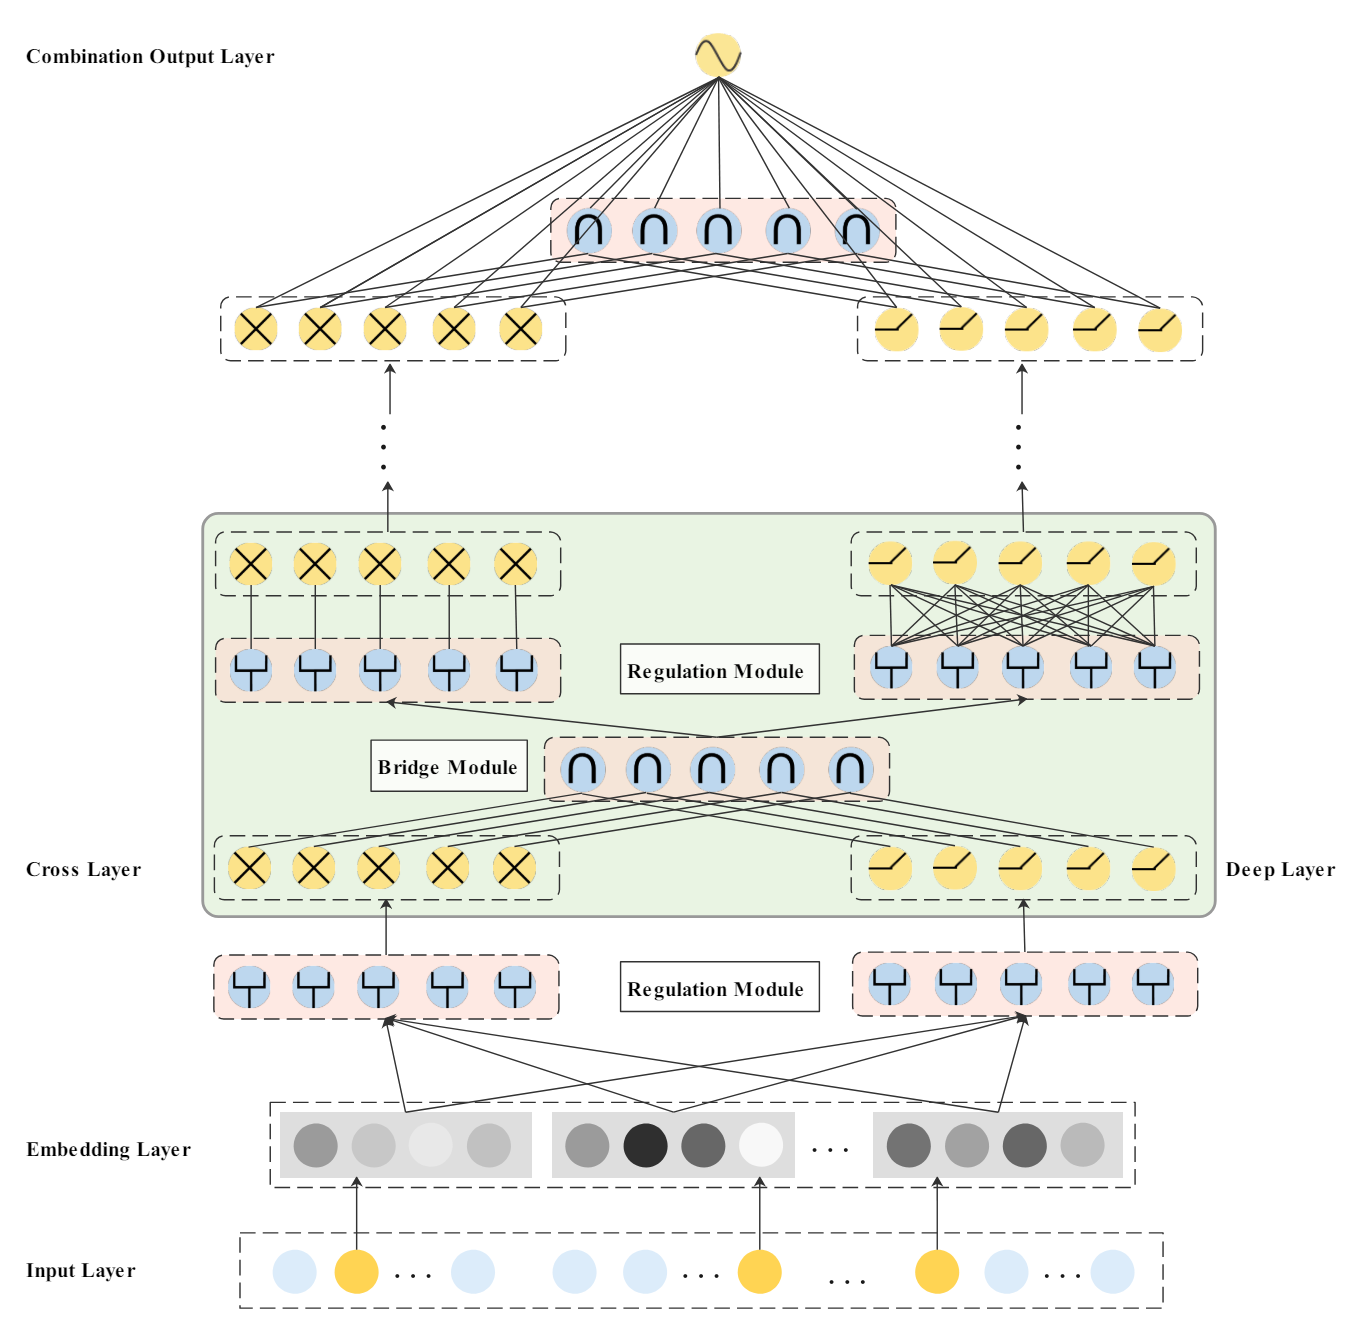 Combination Output Layer
Regulation Module
Bridge Module
Cross Layer
Deep Layer
Regulation Module
Embedding Layer
. . .
Input Layer
. . .
. . .
. . .
. . .